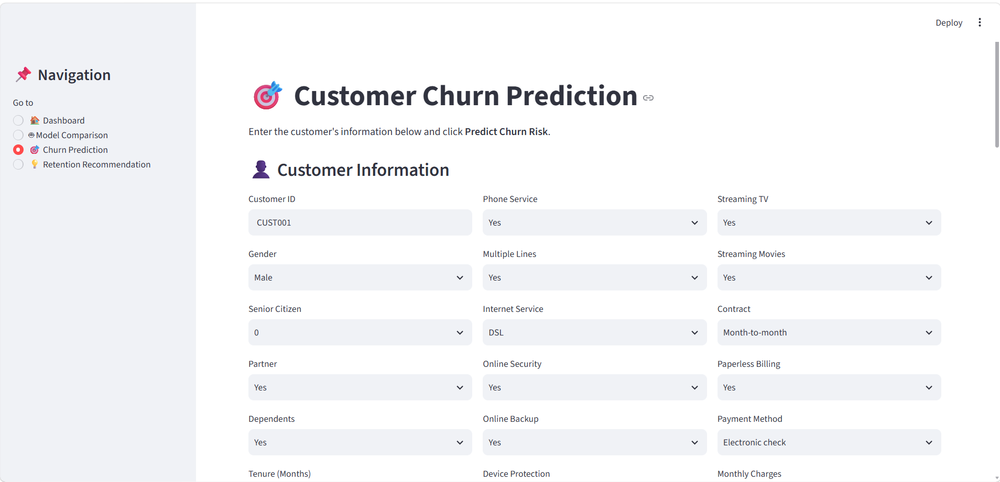 Deploy
Navigation
Go to
Dashboard
Model Comparison
Churn Prediction
Retention Recommendation
Customer Churn Prediction
Enter the customer's information below and click Predict Churn Risk.
Customer Information
Customer ID
CUST001
Gender
Male
Senior Citizen
0
Partner
Yes
Dependents
Yes
Tenure (Months)
Phone Service
Yes
Multiple Lines
Yes
Internet Service
DSL
Online Security
Yes
Online Backup
Yes
Device Protection
Streaming TV
Yes
Streaming Movies
Yes
Contract
Month-to-month
Paperless Billing
Yes
Payment Method
Electronic check
Monthly Charges